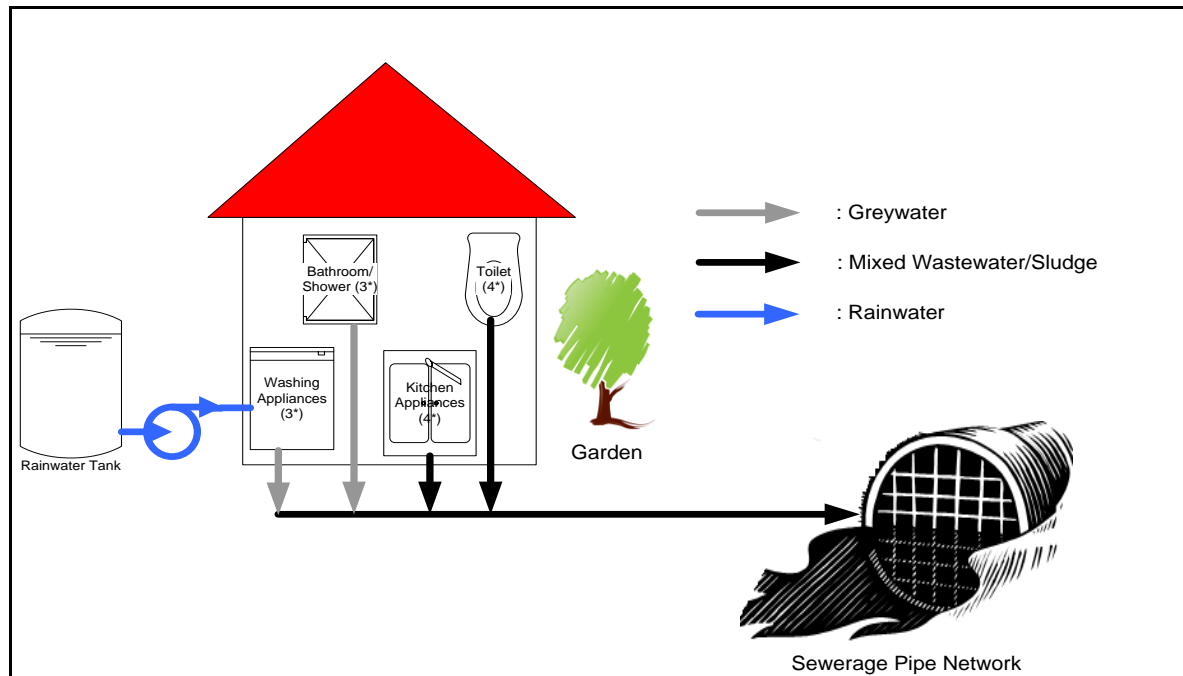 Bathroom/
Shower (3*)
Toilet
(4*)
: Greywater
: Mixed Wastewater/Sludge
: Rainwater
Washing
Appliances
(3*)
Kitchen
Appliances
(4*)
Garden
Rainwater Tank
Sewerage Pipe Network